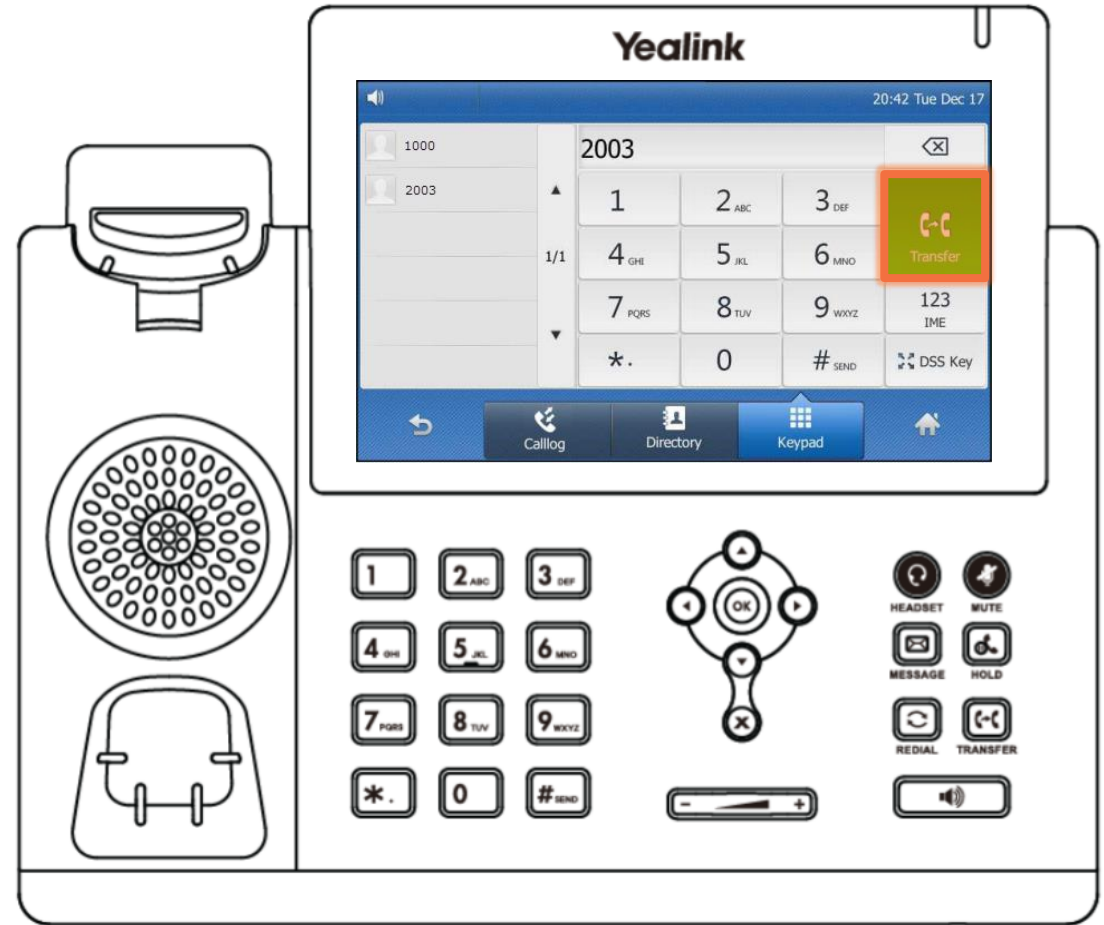 Yealink
20:42 Tue Dec 17
1000
2003
1/1
2003
1
2 ABC
3 DEF
Transfer
4 GHI
5 JKL
6 MNO
7 PQRS
8 TUV
9 WXYZ
123
IME
*.
0
# SEND
DSS Key
Calllog
Directory
Keypad
1
2 ABC
3 DEF
4 GHI
5 JKL
6 MNO
7 PQRS
8 TUV
9 WXYZ
*.
0
# SEND
OK
HEADSET
MUTE
MESSAGE
HOLD
REDIAL
TRANSFER
- +